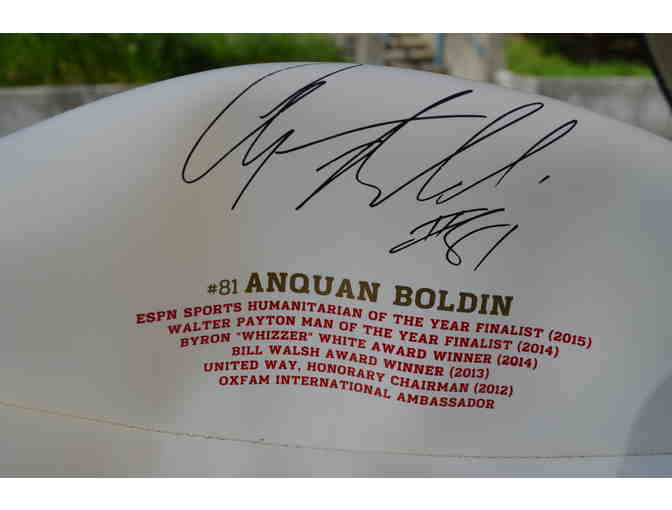 #81
#81 ANQUAN BOLDIN
ESPN SPORTS HUMANITARIAN OF THE YEAR FINALIST (2015)
WALTER PAYTON MAN OF THE YEAR FINALIST (2014)
BYRON "WHIZZER" WHITE AWARD WINNER (2014)
BILL WALSH AWARD WINNER (2013)
UNITED WAY, HONORARY CHAIRMAN (2012)
OXFAM INTERNATIONAL AMBASSADOR